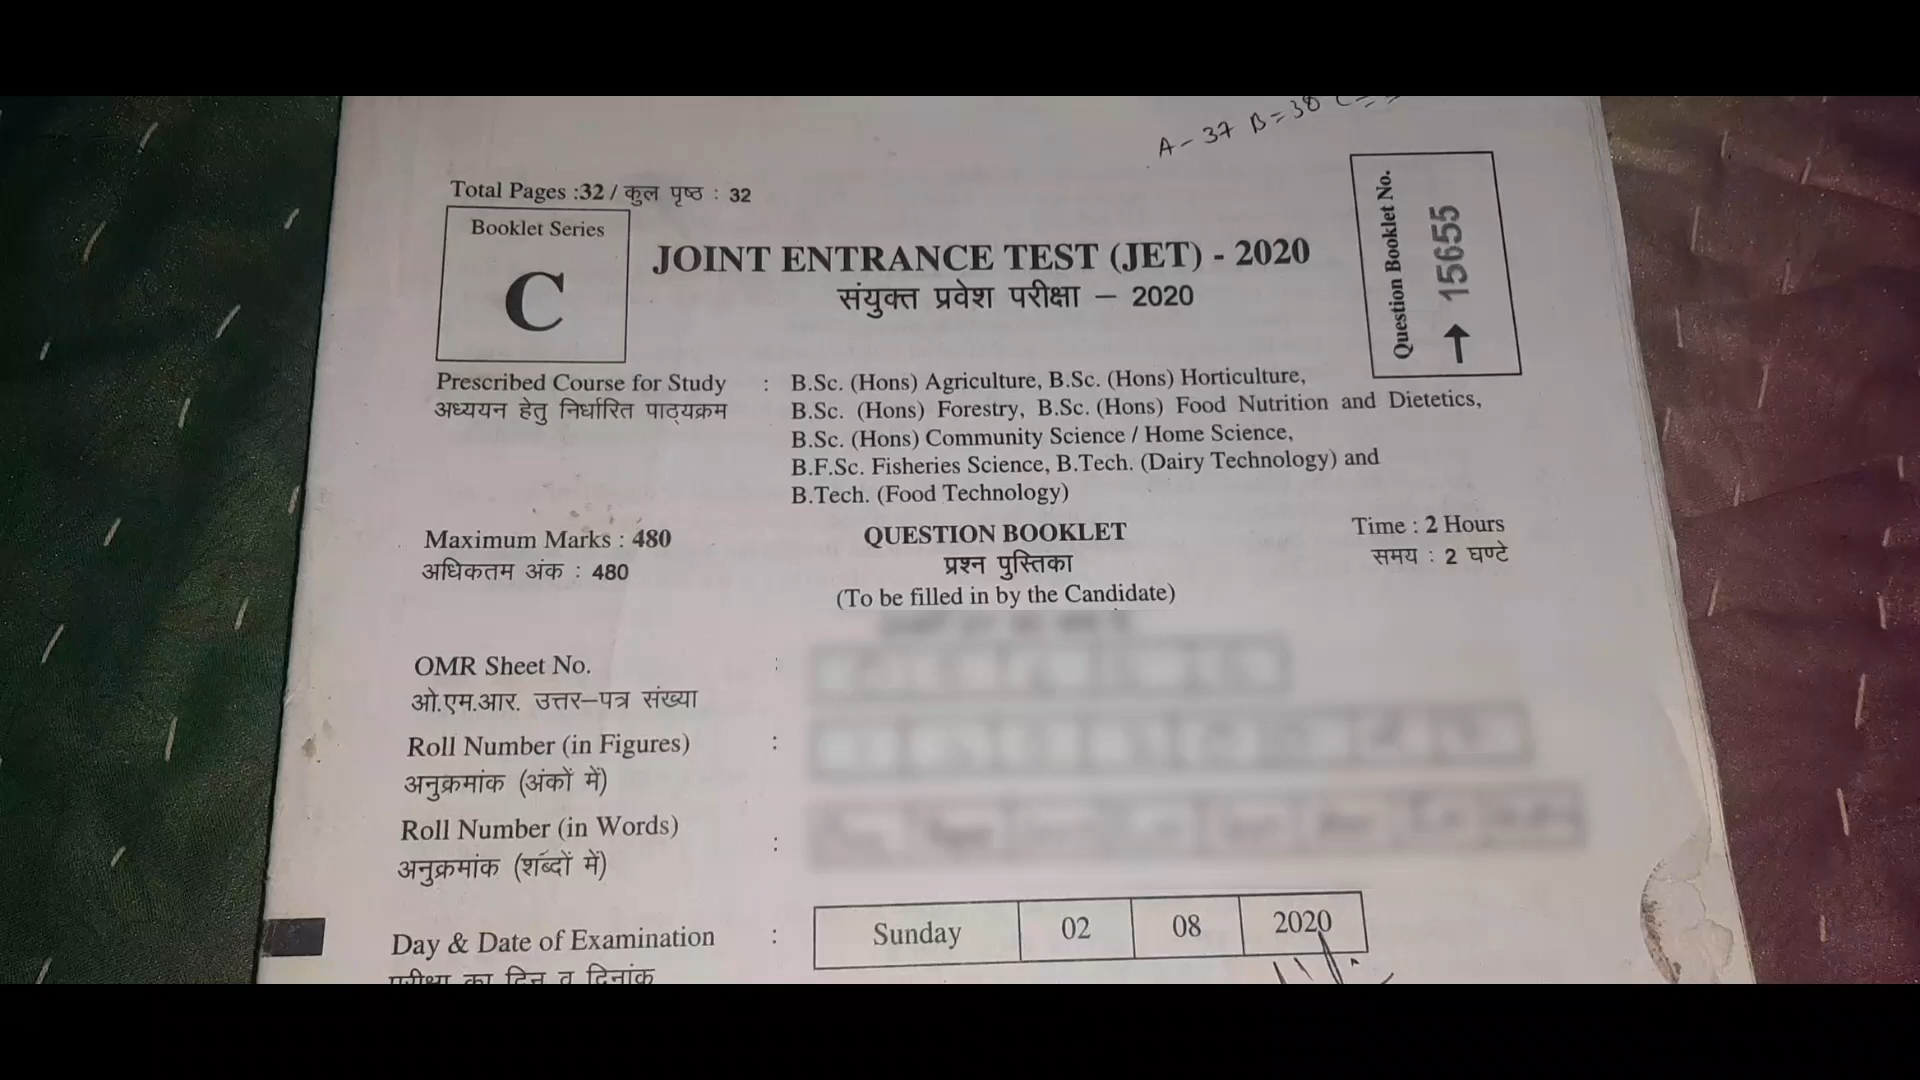 A - 37 B = 38
Total Pages :32 / कुल पृष्ठ : 32
Booklet Series
C
JOINT ENTRANCE TEST (JET) - 2020
संयुक्त प्रवेश परीक्षा – 2020
Question Booklet No.
→ 15655
Prescribed Course for Study : B.Sc. (Hons) Agriculture, B.Sc. (Hons) Horticulture,
अध्ययन हेतु निर्धारित पाठ्यक्रम B.Sc. (Hons) Forestry, B.Sc. (Hons) Food Nutrition and Dietetics,
B.Sc. (Hons) Community Science / Home Science,
B.F.Sc. Fisheries Science, B.Tech. (Dairy Technology) and
B.Tech. (Food Technology)
Maximum Marks : 480 QUESTION BOOKLET Time : 2 Hours
अधिकतम अंक : 480 प्रश्न पुस्तिका समय : 2 घण्टे
(To be filled in by the Candidate)
OMR Sheet No. :
ओ.एम.आर. उत्तर–पत्र संख्या
Roll Number (in Figures) :
अनुक्रमांक (अंकों में)
Roll Number (in Words) :
अनुक्रमांक (शब्दों में)
Day & Date of Examination : Sunday 02 08 2020
परीक्षा का दिन व दिनांक